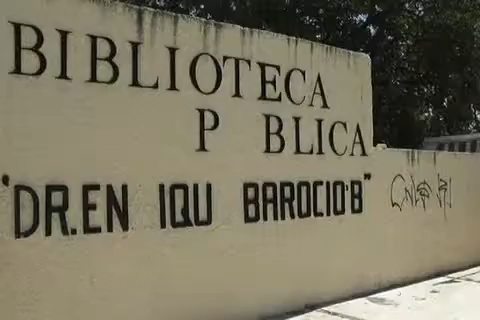 BIBLIOTECA
P BLICA
"DR. EN IQU BAROCIO B"